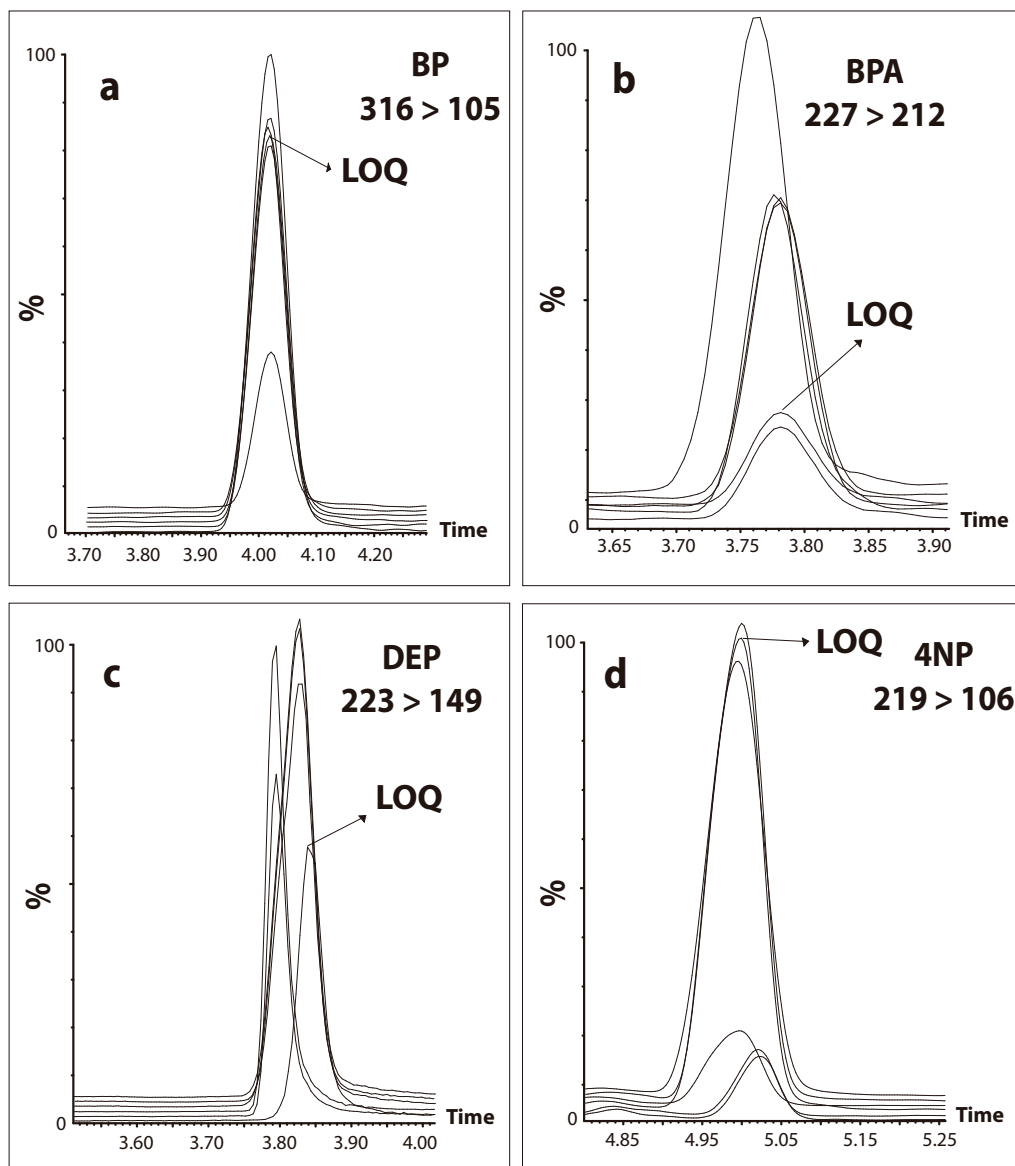 a
BP
316 > 105
100
LOQ
%
0
Time
3.70 3.80 3.90 4.00 4.10 4.20
b
BPA
227 > 212
100
LOQ
%
0
Time
3.65 3.70 3.75 3.80 3.85 3.90
c
DEP
223 > 149
100
LOQ
%
0
Time
3.60 3.70 3.80 3.90 4.00
d
LOQ 4NP
219 > 106
100
%
0
Time
4.85 4.95 5.05 5.15 5.25